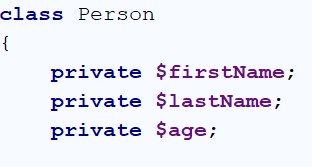 class Person
{
    private $firstName;
    private $lastName;
    private $age;